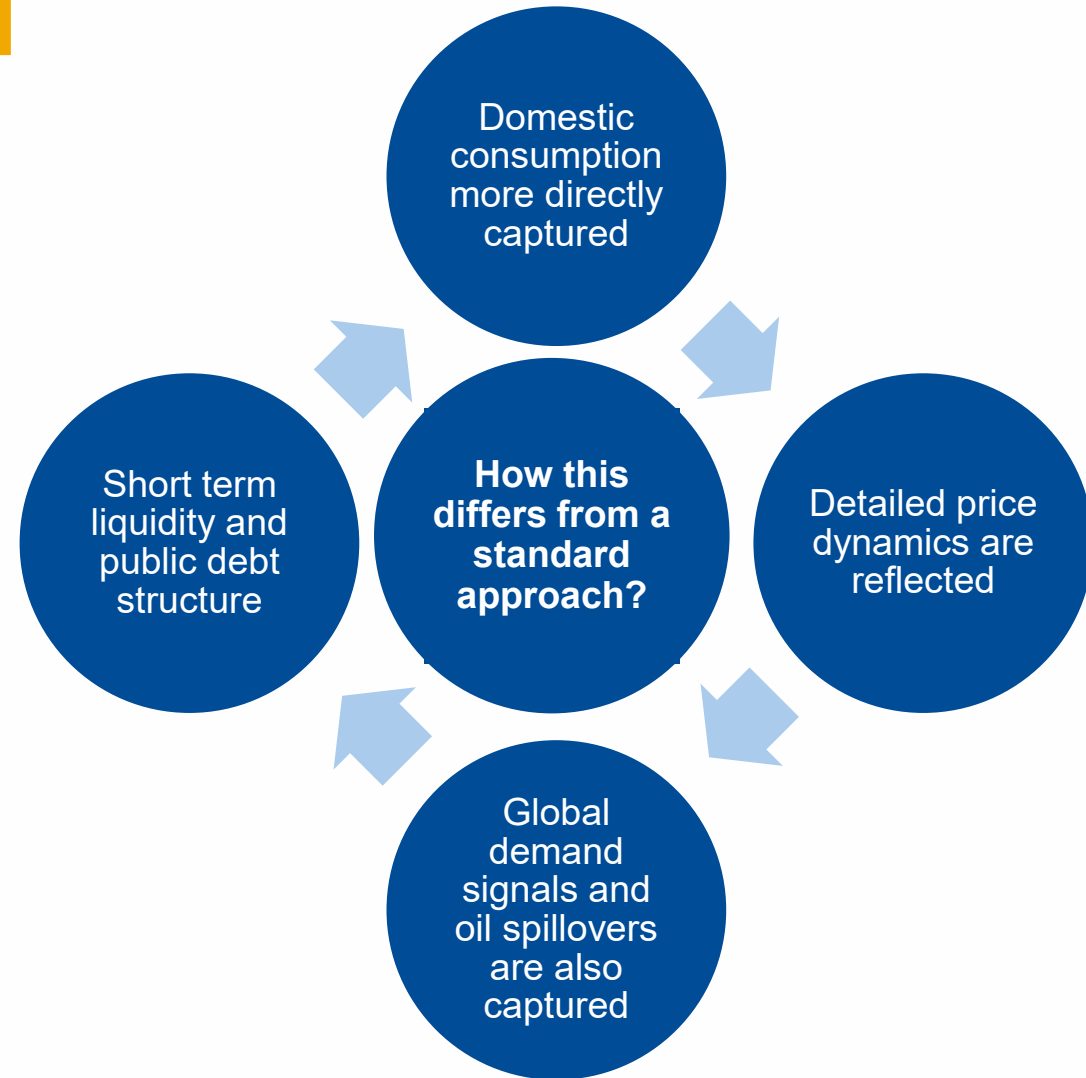 Domestic
consumption
more directly
captured
Short term
liquidity and
public debt
structure
How this
differs from a
standard
approach?
Detailed price
dynamics are
reflected
Global
demand
signals and
oil spillovers
are also
captured